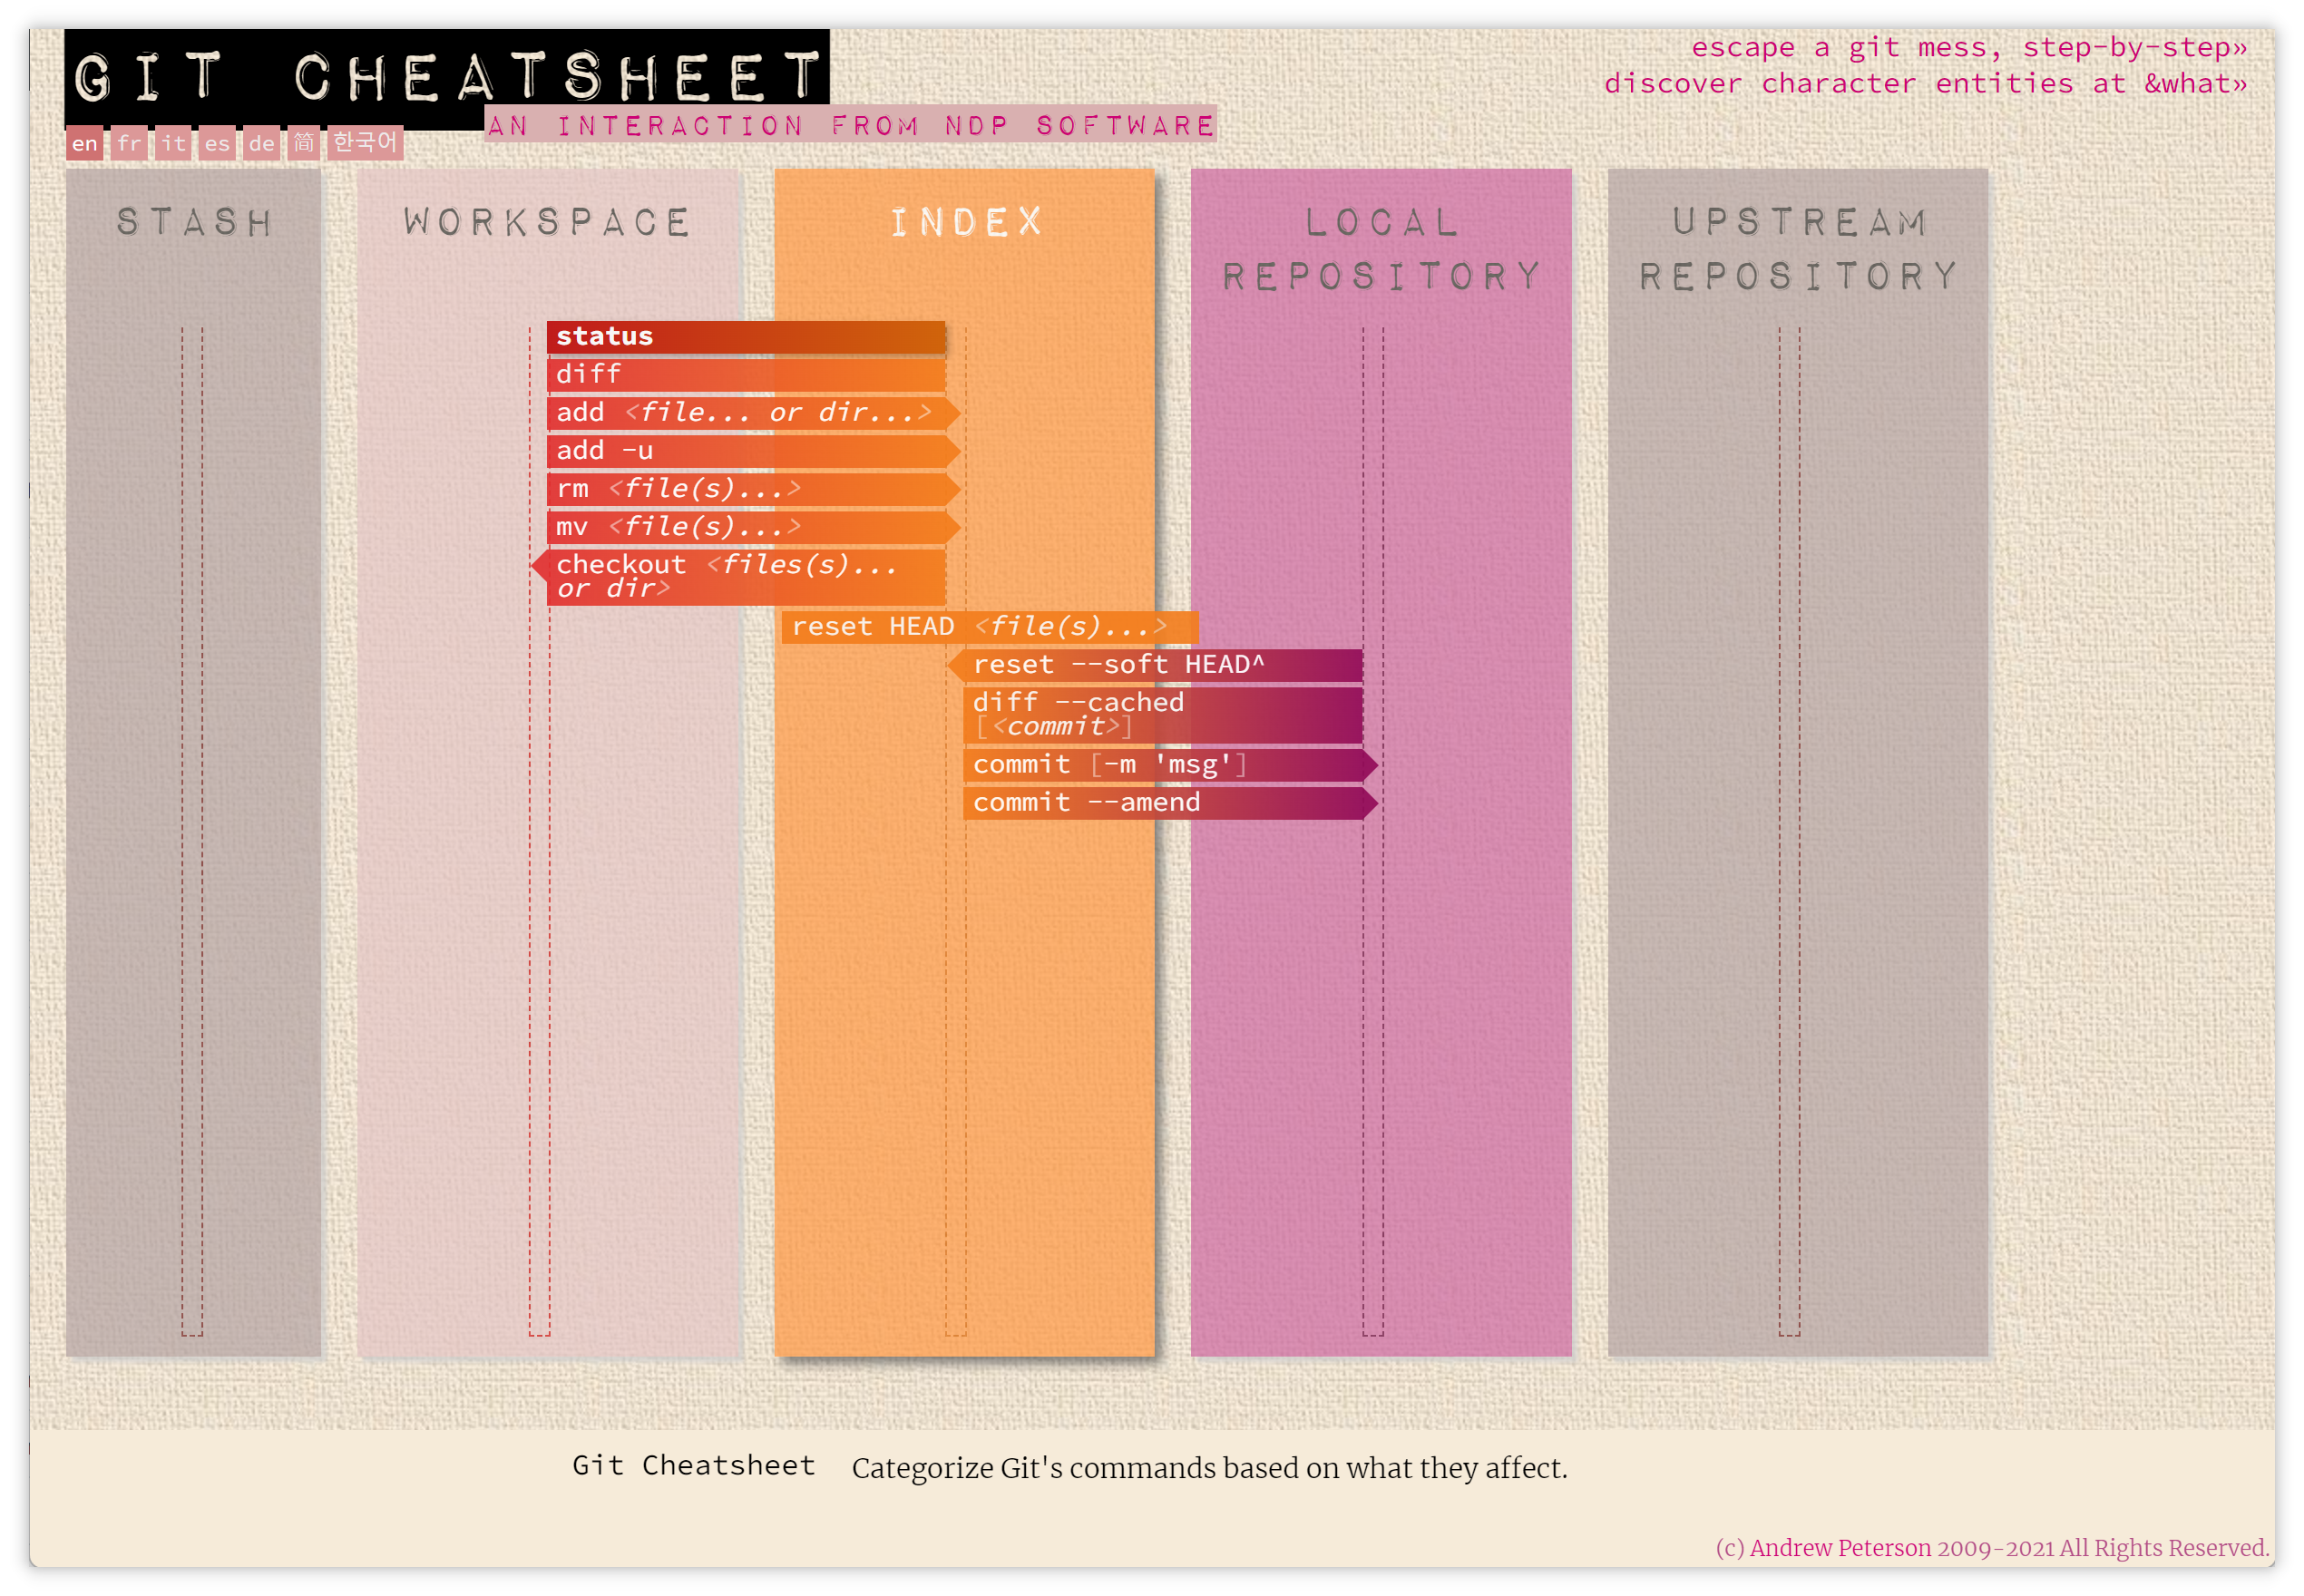 GIT CHEATSHEET
AN INTERACTION FROM NDP SOFTWARE
escape a git mess, step-by-step»
discover character entities at &what»
en fr it es de 简 한국어
STASH
WORKSPACE
INDEX
LOCAL
REPOSITORY
UPSTREAM
REPOSITORY
status
diff
add <file... or dir...>
add -u
rm <file(s)...>
mv <file(s)...>
checkout <files(s)...
or dir>
reset HEAD <file(s)...>
reset --soft HEAD^
diff --cached
[<commit>]
commit [-m 'msg']
commit --amend
Git Cheatsheet
Categorize Git's commands based on what they affect.
(c) Andrew Peterson 2009-2021 All Rights Reserved.